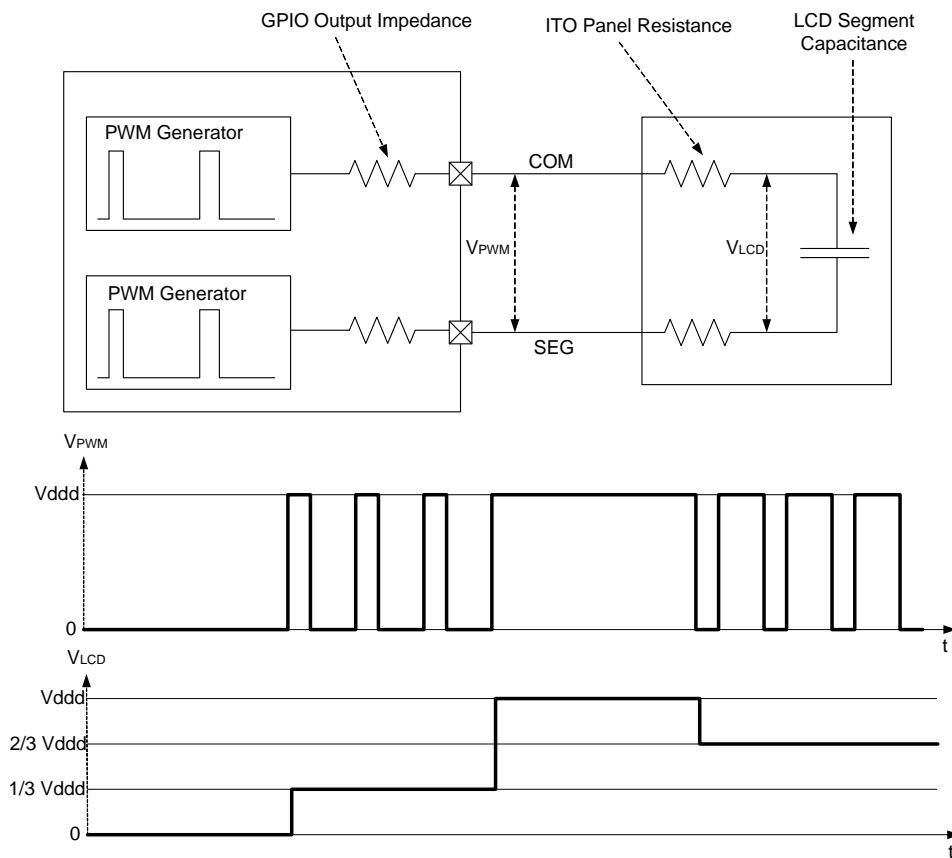 GPIO Output Impedance
ITO Panel Resistance
LCD Segment
Capacitance
PWM Generator
COM
VPWM
VLCD
PWM Generator
SEG
VPWM
Vddd
0
t
VLCD
Vddd
2/3 Vddd
1/3 Vddd
0
t